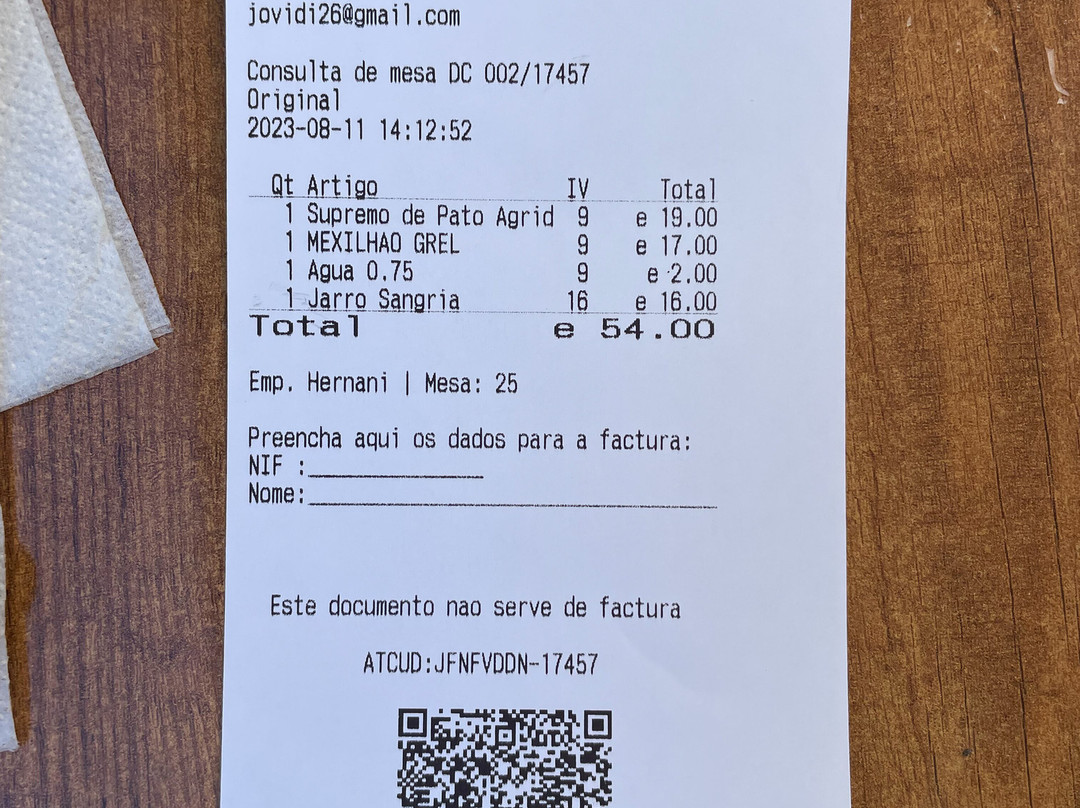 jovidi26@gmail.com
Consulta de mesa DC 002/17457
Original
2023-08-11 14:12:52
Qt Artigo IV Total
1 Supremo de Pato Agrid 9 e 19.00
1 MEXILHAO GREL 9 e 17.00
1 Agua 0.75 9 e 2.00
1 Jarro Sangria 16 e 16.00
Total e 54.00
Emp. Hernani | Mesa: 25
Preencha aqui os dados para a factura:
NIF :
Nome:
Este documento nao serve de factura
ATCUD:JFNFVDDN-17457